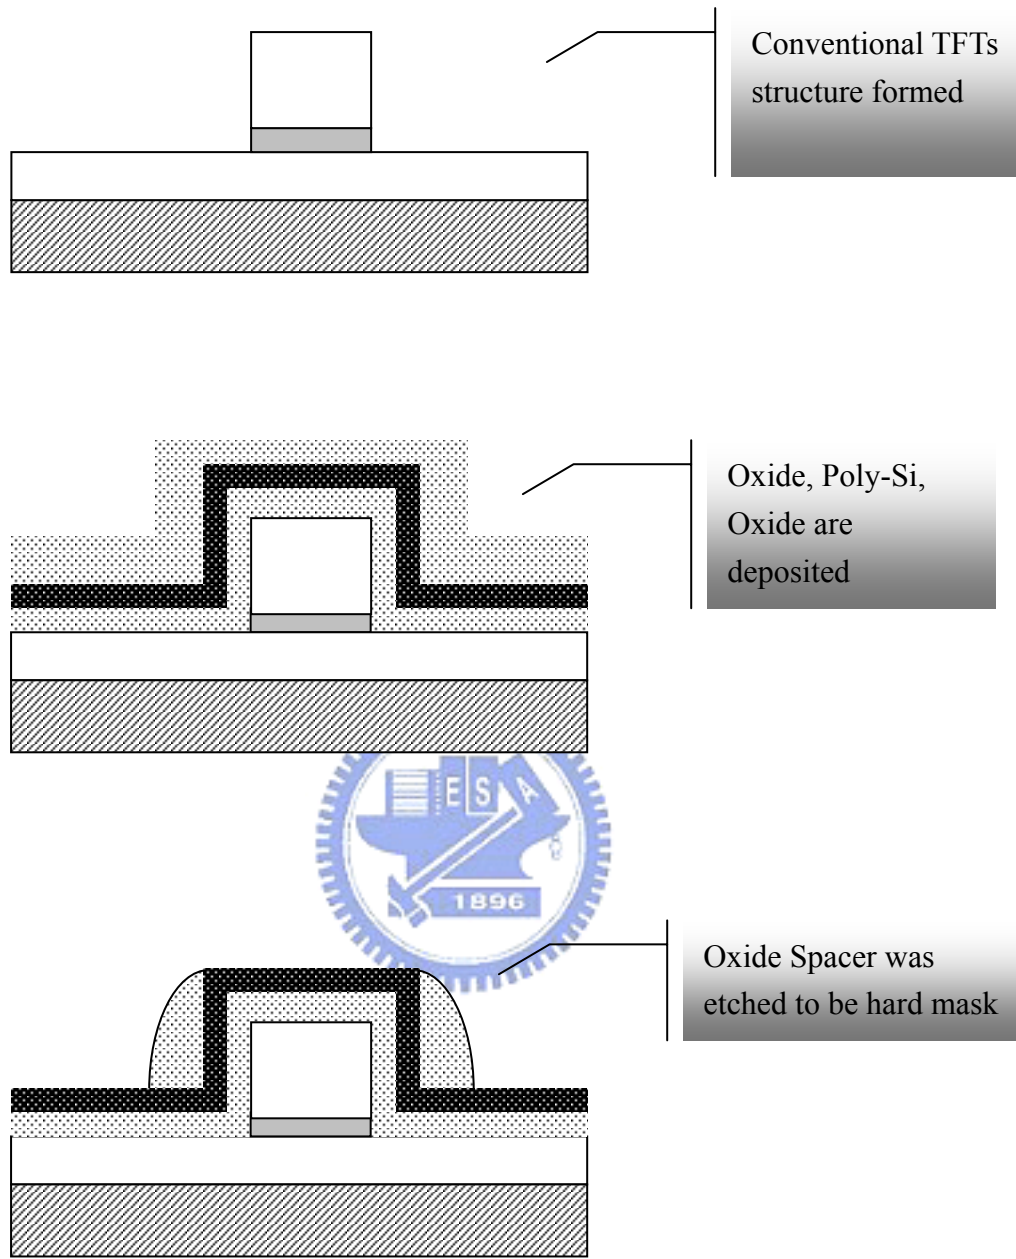 Conventional TFTs
structure formed
Oxide, Poly-Si,
Oxide are
deposited
E S A
1896
Oxide Spacer was
etched to be hard mask